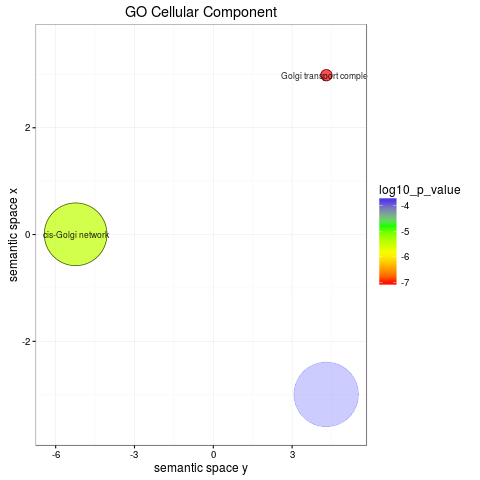 GO Cellular Component
Golgi transport comple
2
log10_p_value
-4
semantic space x
cis-Golgi network
0
-5
-6
-7
-2
-6
-3
0
3
semantic space y